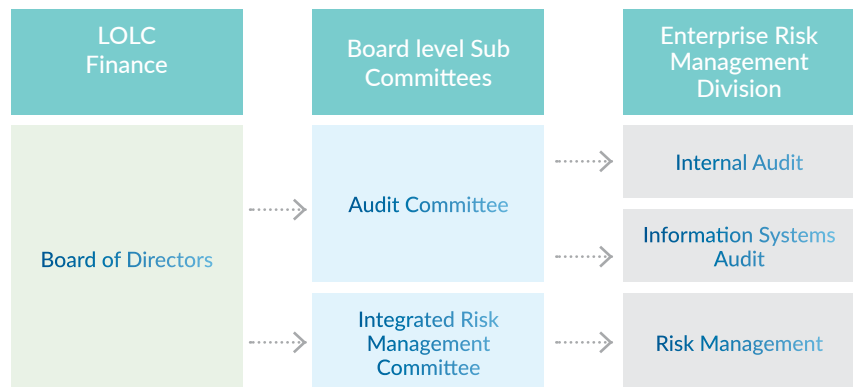 LOLC
Finance
Board level Sub
Committees
Enterprise Risk
Management
Division
Board of Directors
Audit Committee
Integrated Risk
Management
Committee
Internal Audit
Information Systems
Audit
Risk Management